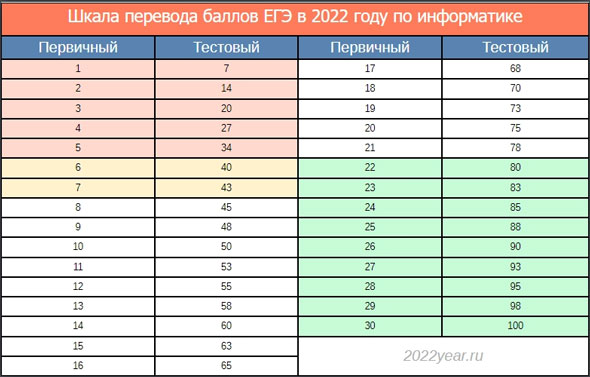 Шкала перевода баллов ЕГЭ в 2022 году по информатике
Первичный Тестовый Первичный Тестовый
1 7 17 68
2 14 18 70
3 20 19 73
4 27 20 75
5 34 21 78
6 40 22 80
7 43 23 83
8 45 24 85
9 48 25 88
10 50 26 90
11 53 27 93
12 55 28 95
13 58 29 98
14 60 30 100
15 63
16 65
2022year.ru